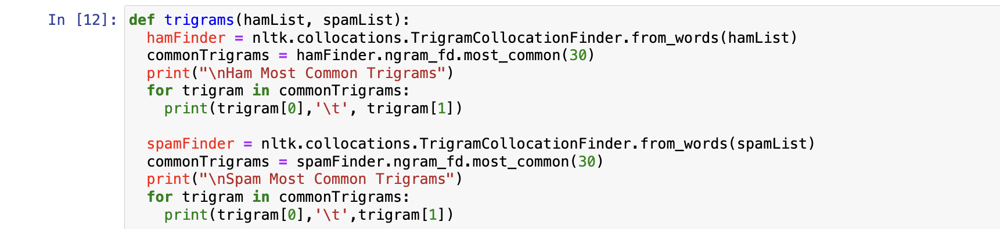 In [12]: def trigrams(hamList, spamList):
  hamFinder = nltk.collocations.TrigramCollocationFinder.from_words(hamList)
  commonTrigrams = hamFinder.ngram_fd.most_common(30)
  print("\nHam Most Common Trigrams")
  for trigram in commonTrigrams:
    print(trigram[0],'\t', trigram[1])

  spamFinder = nltk.collocations.TrigramCollocationFinder.from_words(spamList)
  commonTrigrams = spamFinder.ngram_fd.most_common(30)
  print("\nSpam Most Common Trigrams")
  for trigram in commonTrigrams:
    print(trigram[0],'\t',trigram[1])